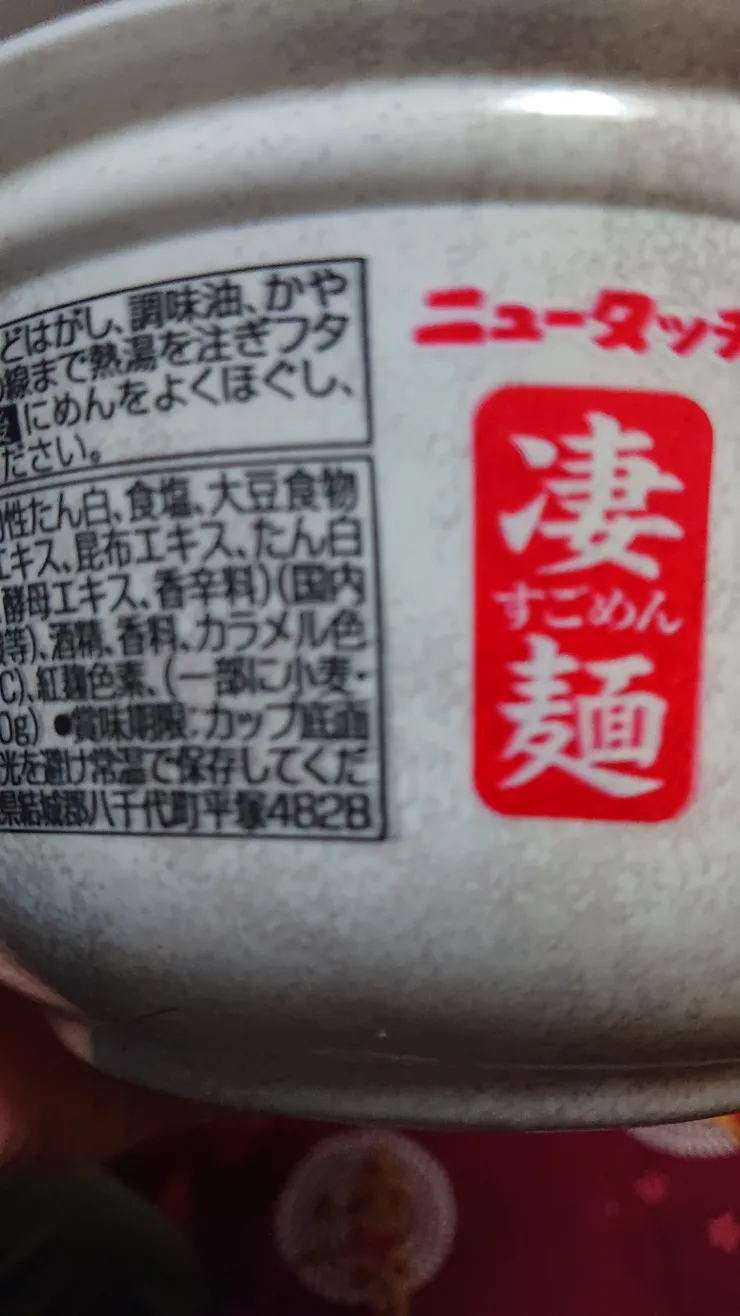 どはがし、調味油、かや
線まで熱湯を注ぎフタ
にめんをよくほぐし、
ださい。
性たん白、食塩、大豆食物
エキス、昆布エキス、たん白
酵母エキス、香辛料)(国内
等)、酒精、香料、カラメル色
C)、紅麹色素、(一部に小麦・
0g) ●賞味期限:カップ底面
光を避け常温で保存してくだ
県結城郡八千代町平塚4828
ニュータッチ
凄
すごめん
麺